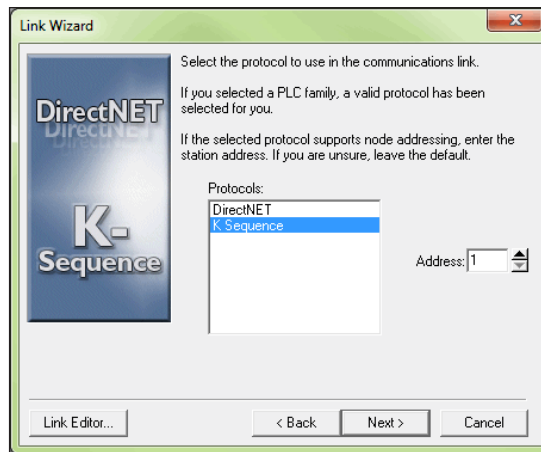 Link Wizard
Select the protocol to use in the communications link.
If you selected a PLC family, a valid protocol has been
selected for you.
If the selected protocol supports node addressing, enter the
station address. If you are unsure, leave the default.
DirectNET
DirectNET
K-
Sequence
Protocols:
DirectNET
K Sequence
Address: 1
Link Editor...
< Back
Next >
Cancel